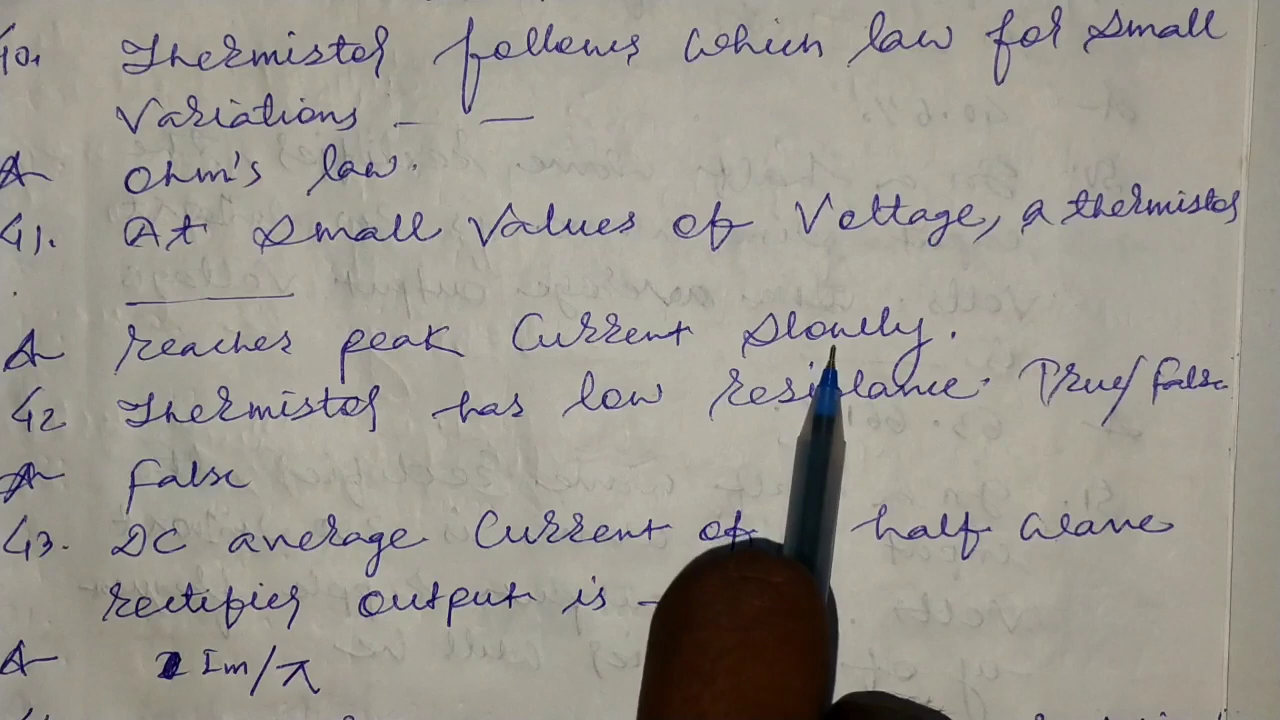 40. Thermistor follows which law for small
variations _ _
A ohm's law.
41. At small values of Voltage, a thermistor
______
A reaches peak Current slowly.
42 Thermistor has low resistance. True/false
A false
43. DC average Current of half wave
rectifier output is -
A Im/π